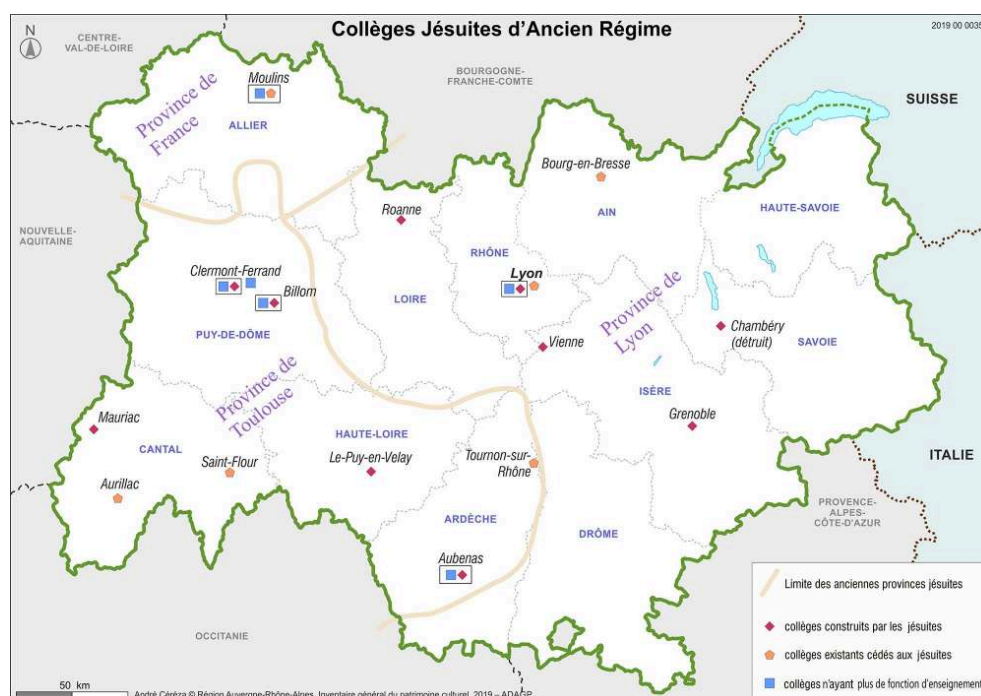 Collèges Jésuites d'Ancien Régime
2019 00 0035
N
CENTRE-
VAL-DE-LOIRE
BOURGOGNE-
FRANCHE-COMTE
SUISSE
Moulins
Province de
France
ALLIER
Bourg-en-Bresse
AIN
HAUTE-SAVOIE
Roanne
NOUVELLE-
AQUITAINE
RHÔNE
Lyon
Clermont-Ferrand
Billom
LOIRE
Province de
Lyon
PUY-DE-DÔME
Vienne
Chambéry
(détruit)
SAVOIE
Province de
Toulouse
ISÈRE
Mauriac
Grenoble
CANTAL
HAUTE-LOIRE
Saint-Flour
Le-Puy-en-Velay
Tournon-sur-
Rhône
ITALIE
Aurillac
PROVENCE-
ALPES-
CÔTE-D'AZUR
ARDÈCHE
DRÔME
Aubenas
OCCITANIE
Limite des anciennes provinces jésuites
collèges construits par les jésuites
collèges existants cédés aux jésuites
collèges n'ayant plus de fonction d'enseignement
50 km
André Céréza © Région Auvergne-Rhône-Alpes, Inventaire général du patrimoine culturel, 2019 – ADAGP